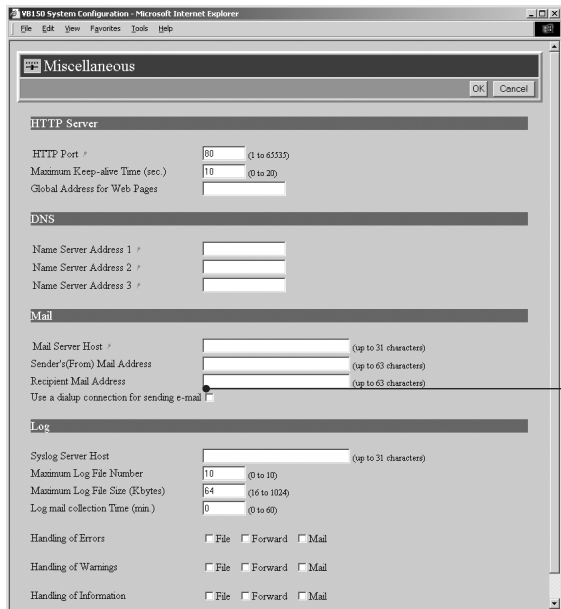 VB150 System Configuration - Microsoft Internet Explorer
File Edit View Favorites Tools Help
Miscellaneous
OK Cancel
HTTP Server
HTTP Port 80 (1 to 65535)
Maximum Keep-alive Time (sec.) 10 (0 to 20)
Global Address for Web Pages
DNS
Name Server Address 1
Name Server Address 2
Name Server Address 3
Mail
Mail Server Host (up to 31 characters)
Sender's(From) Mail Address (up to 63 characters)
Recipient Mail Address (up to 63 characters)
Use a dialup connection for sending e-mail
Log
Syslog Server Host (up to 31 characters)
Maximum Log File Number 10 (0 to 10)
Maximum Log File Size (Kbytes) 64 (16 to 1024)
Log mail collection Time (min.) 0 (0 to 60)
Handling of Errors File Forward Mail
Handling of Warnings File Forward Mail
Handling of Information File Forward Mail